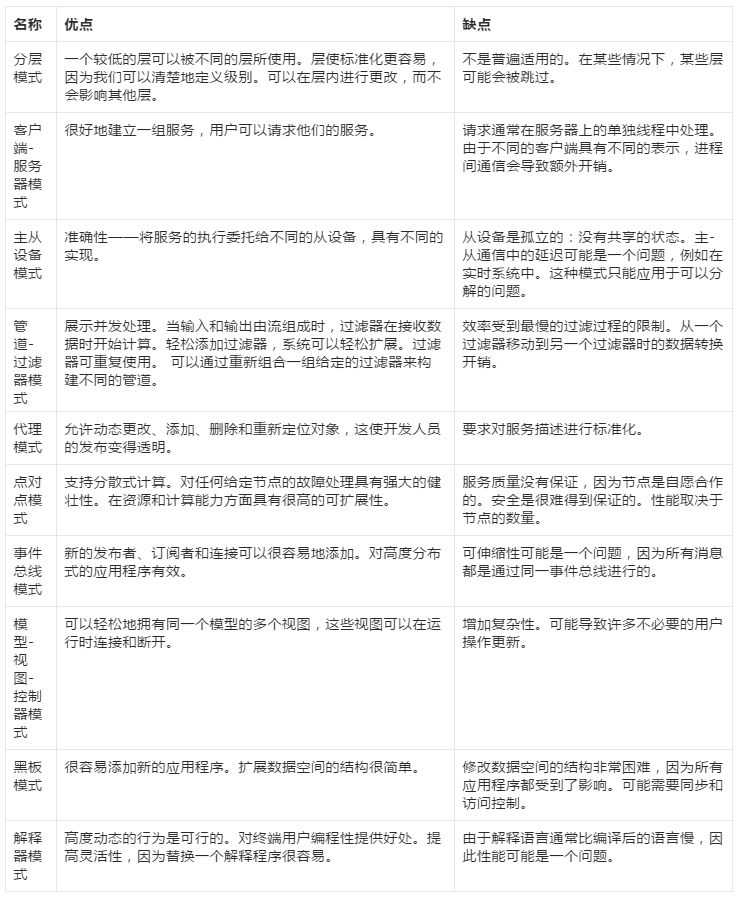 名称 优点 缺点
分层
模式
一个较低的层可以被不同的层所使用。层使标准化更容易，
因为我们可以清楚地定义级别。可以在层内进行更改，而不
会影响其他层。
不是普遍适用的。在某些情况下，某些层
可能会被跳过。
客户
端-
服务
器模
式
很好地建立一组服务，用户可以请求他们的服务。
请求通常在服务器上的单独线程中处理。
由于不同的客户端具有不同的表示，进程
间通信会导致额外开销。
主从
设备
模式
准确性——将服务的执行委托给不同的从设备，具有不同的
实现。
从设备是孤立的：没有共享的状态。主-
从通信中的延迟可能是一个问题，例如在
实时系统中。这种模式只能应用于可以分
解的问题。
管
道-
过滤
器模
式
展示并发处理。当输入和输出由流组成时，过滤器在接收数
据时开始计算。轻松添加过滤器，系统可以轻松扩展。过滤
器可重复使用。 可以通过重新组合一组给定的过滤器来构
建不同的管道。
效率受到最慢的过滤过程的限制。从一个
过滤器移动到另一个过滤器时的数据转换
开销。
代理
模式
允许动态更改、添加、删除和重新定位对象，这使开发人员
的发布变得透明。
要求对服务描述进行标准化。
点对
点模
式
支持分散式计算。对任何给定节点的故障处理具有强大的健
壮性。在资源和计算能力方面具有很高的可扩展性。
服务质量没有保证，因为节点是自愿合作
的。安全是很难得到保证的。性能取决于
节点的数量。
事件
总线
模式
新的发布者、订阅者和连接可以很容易地添加。对高度分布
式的应用程序有效。
可伸缩性可能是一个问题，因为所有消息
都是通过同一事件总线进行的。
模
型-
视
图-
控制
器模
式
可以轻松地拥有同一个模型的多个视图，这些视图可以在运
行时连接和断开。
增加复杂性。可能导致许多不必要的用户
操作更新。
黑板
模式
很容易添加新的应用程序。扩展数据空间的结构很简单。
修改数据空间的结构非常困难，因为所有
应用程序都受到了影响。可能需要同步和
访问控制。
解释
器模
式
高度动态的行为是可行的。对终端用户编程性提供好处。提
高灵活性，因为替换一个解释程序很容易。
由于解释语言通常比编译后的语言慢，因
此性能可能是一个问题。